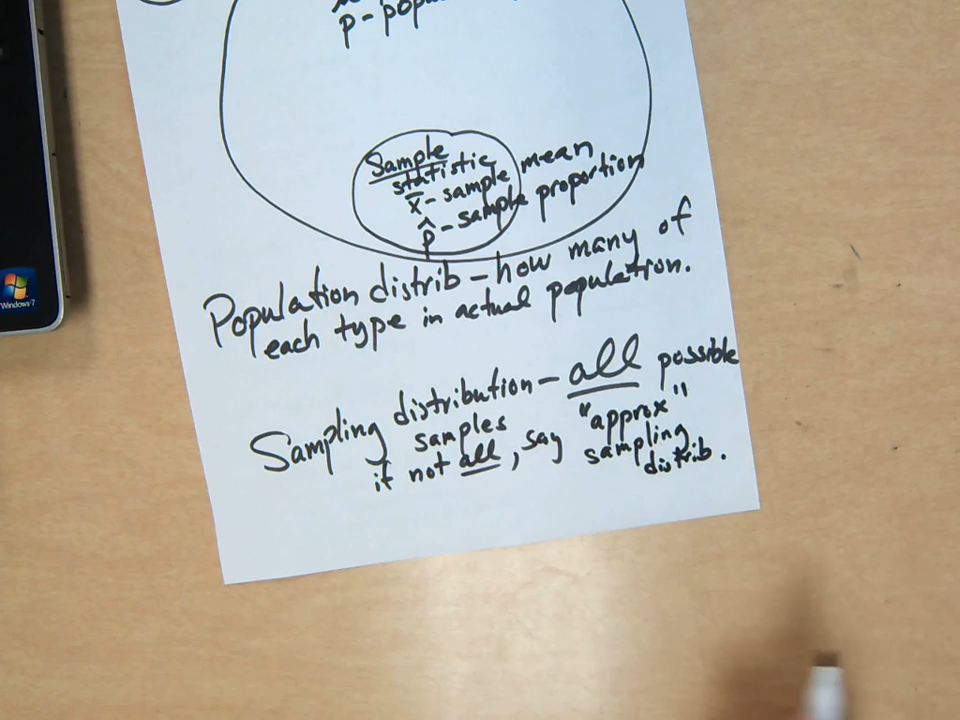 p - popul
Sample
statistic
x̄ - sample mean
p̂ - sample proportion
Population distrib - how many of
each type in actual population.
Sampling distribution - all possible
samples "approx"
if not all, say sampling
distrib.
Windows 7